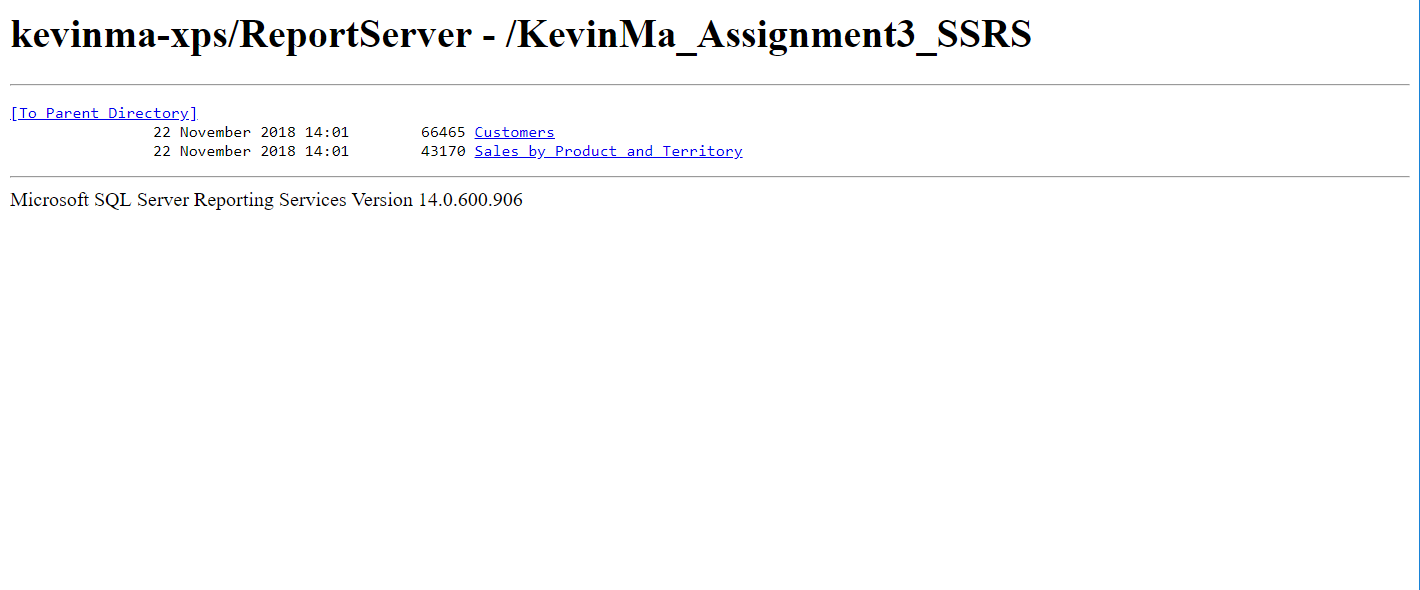 kevinma-xps/ReportServer - /KevinMa_Assignment3_SSRS
[To Parent Directory]
22 November 2018 14:01 66465 Customers
22 November 2018 14:01 43170 Sales by Product and Territory
Microsoft SQL Server Reporting Services Version 14.0.600.906